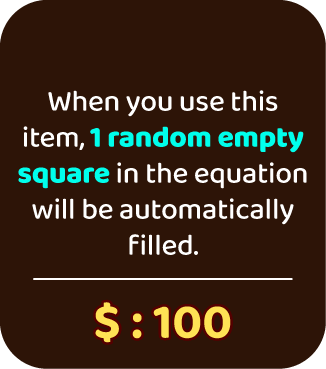 When you use this
item, 1 random empty
square in the equation
will be automatically
filled.
$ : 100